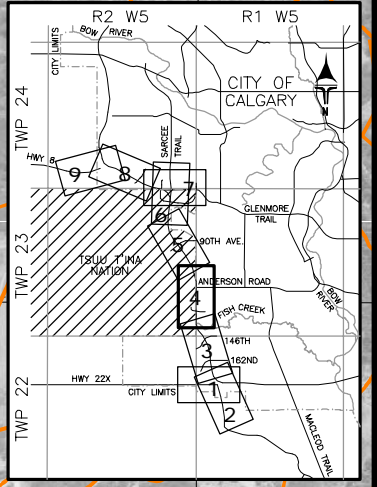 R2 W5
R1 W5
CITY LIMITS
BOW RIVER
TWP 24
CITY OF
CALGARY
N
SARCEE
TRAIL
HWY 8
9
8
7
6
GLENMORE
TRAIL
5
90TH AVE.
TWP 23
TSUU T'INA
NATION
ANDERSON ROAD
4
BOW
RIVER
FISH CREEK
146TH
3
162ND
HWY 22X
CITY LIMITS
1
TWP 22
2
MACLEOD TRAIL